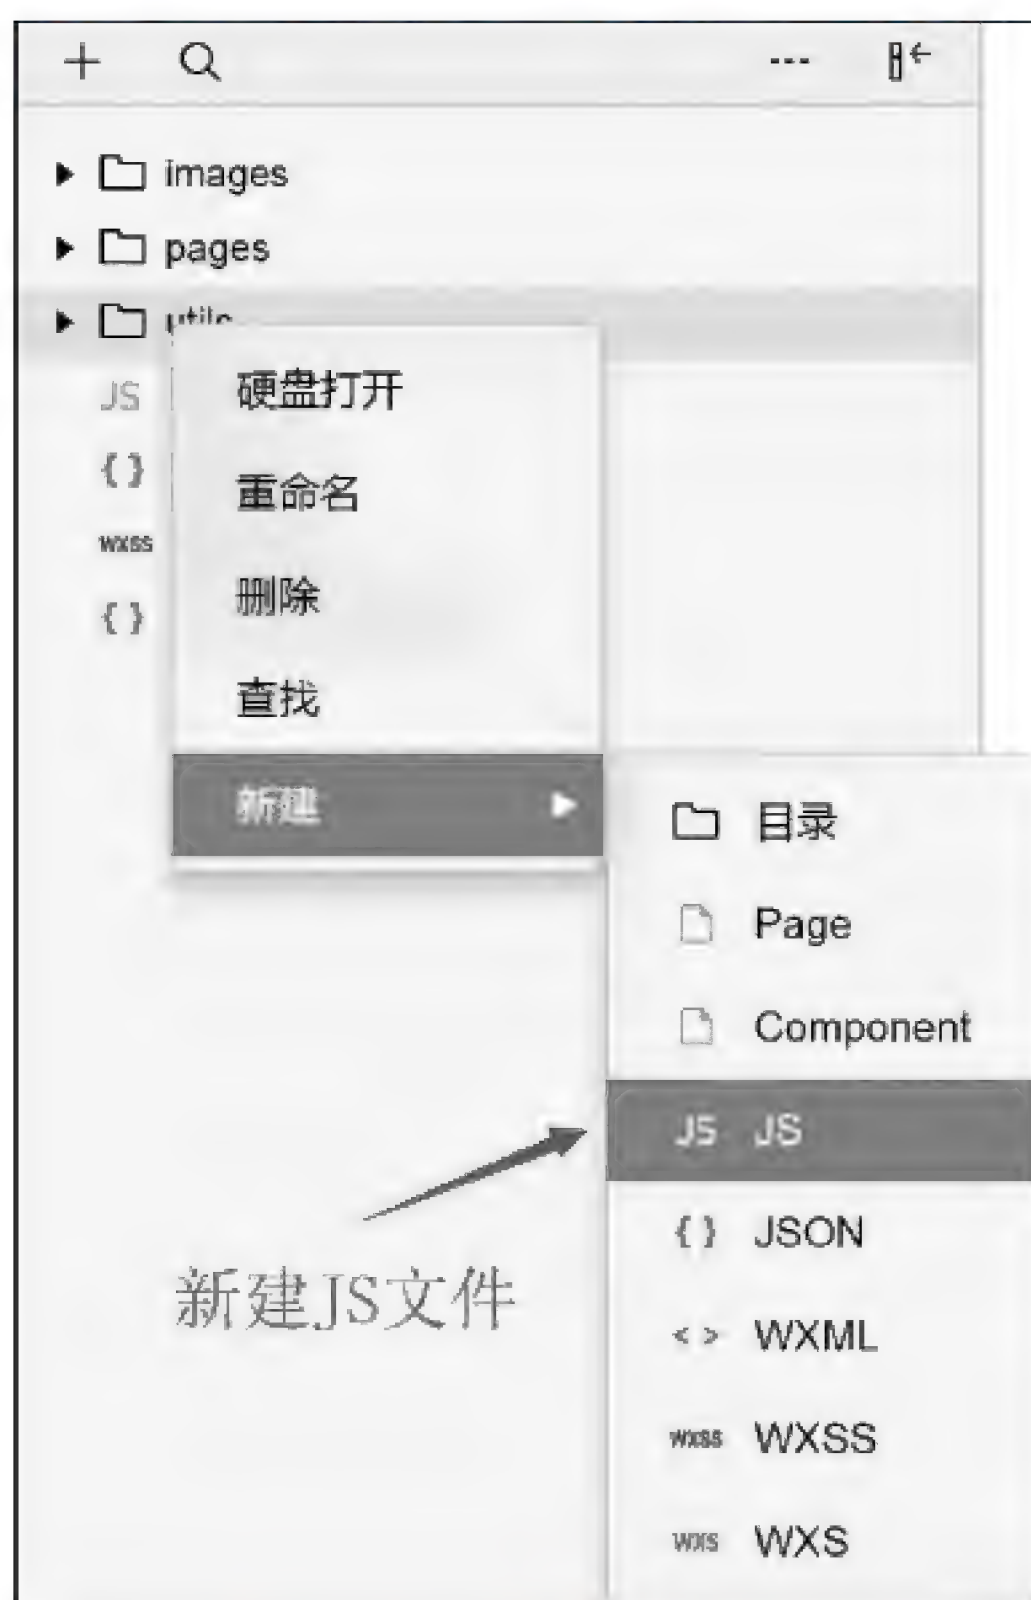 images
pages
utils
JS
{ }
WXSS
{ }
硬盘打开
重命名
删除
查找
新建
目录
Page
Component
JS JS
{ } JSON
< > WXML
WXSS WXSS
WXS WXS
新建JS文件